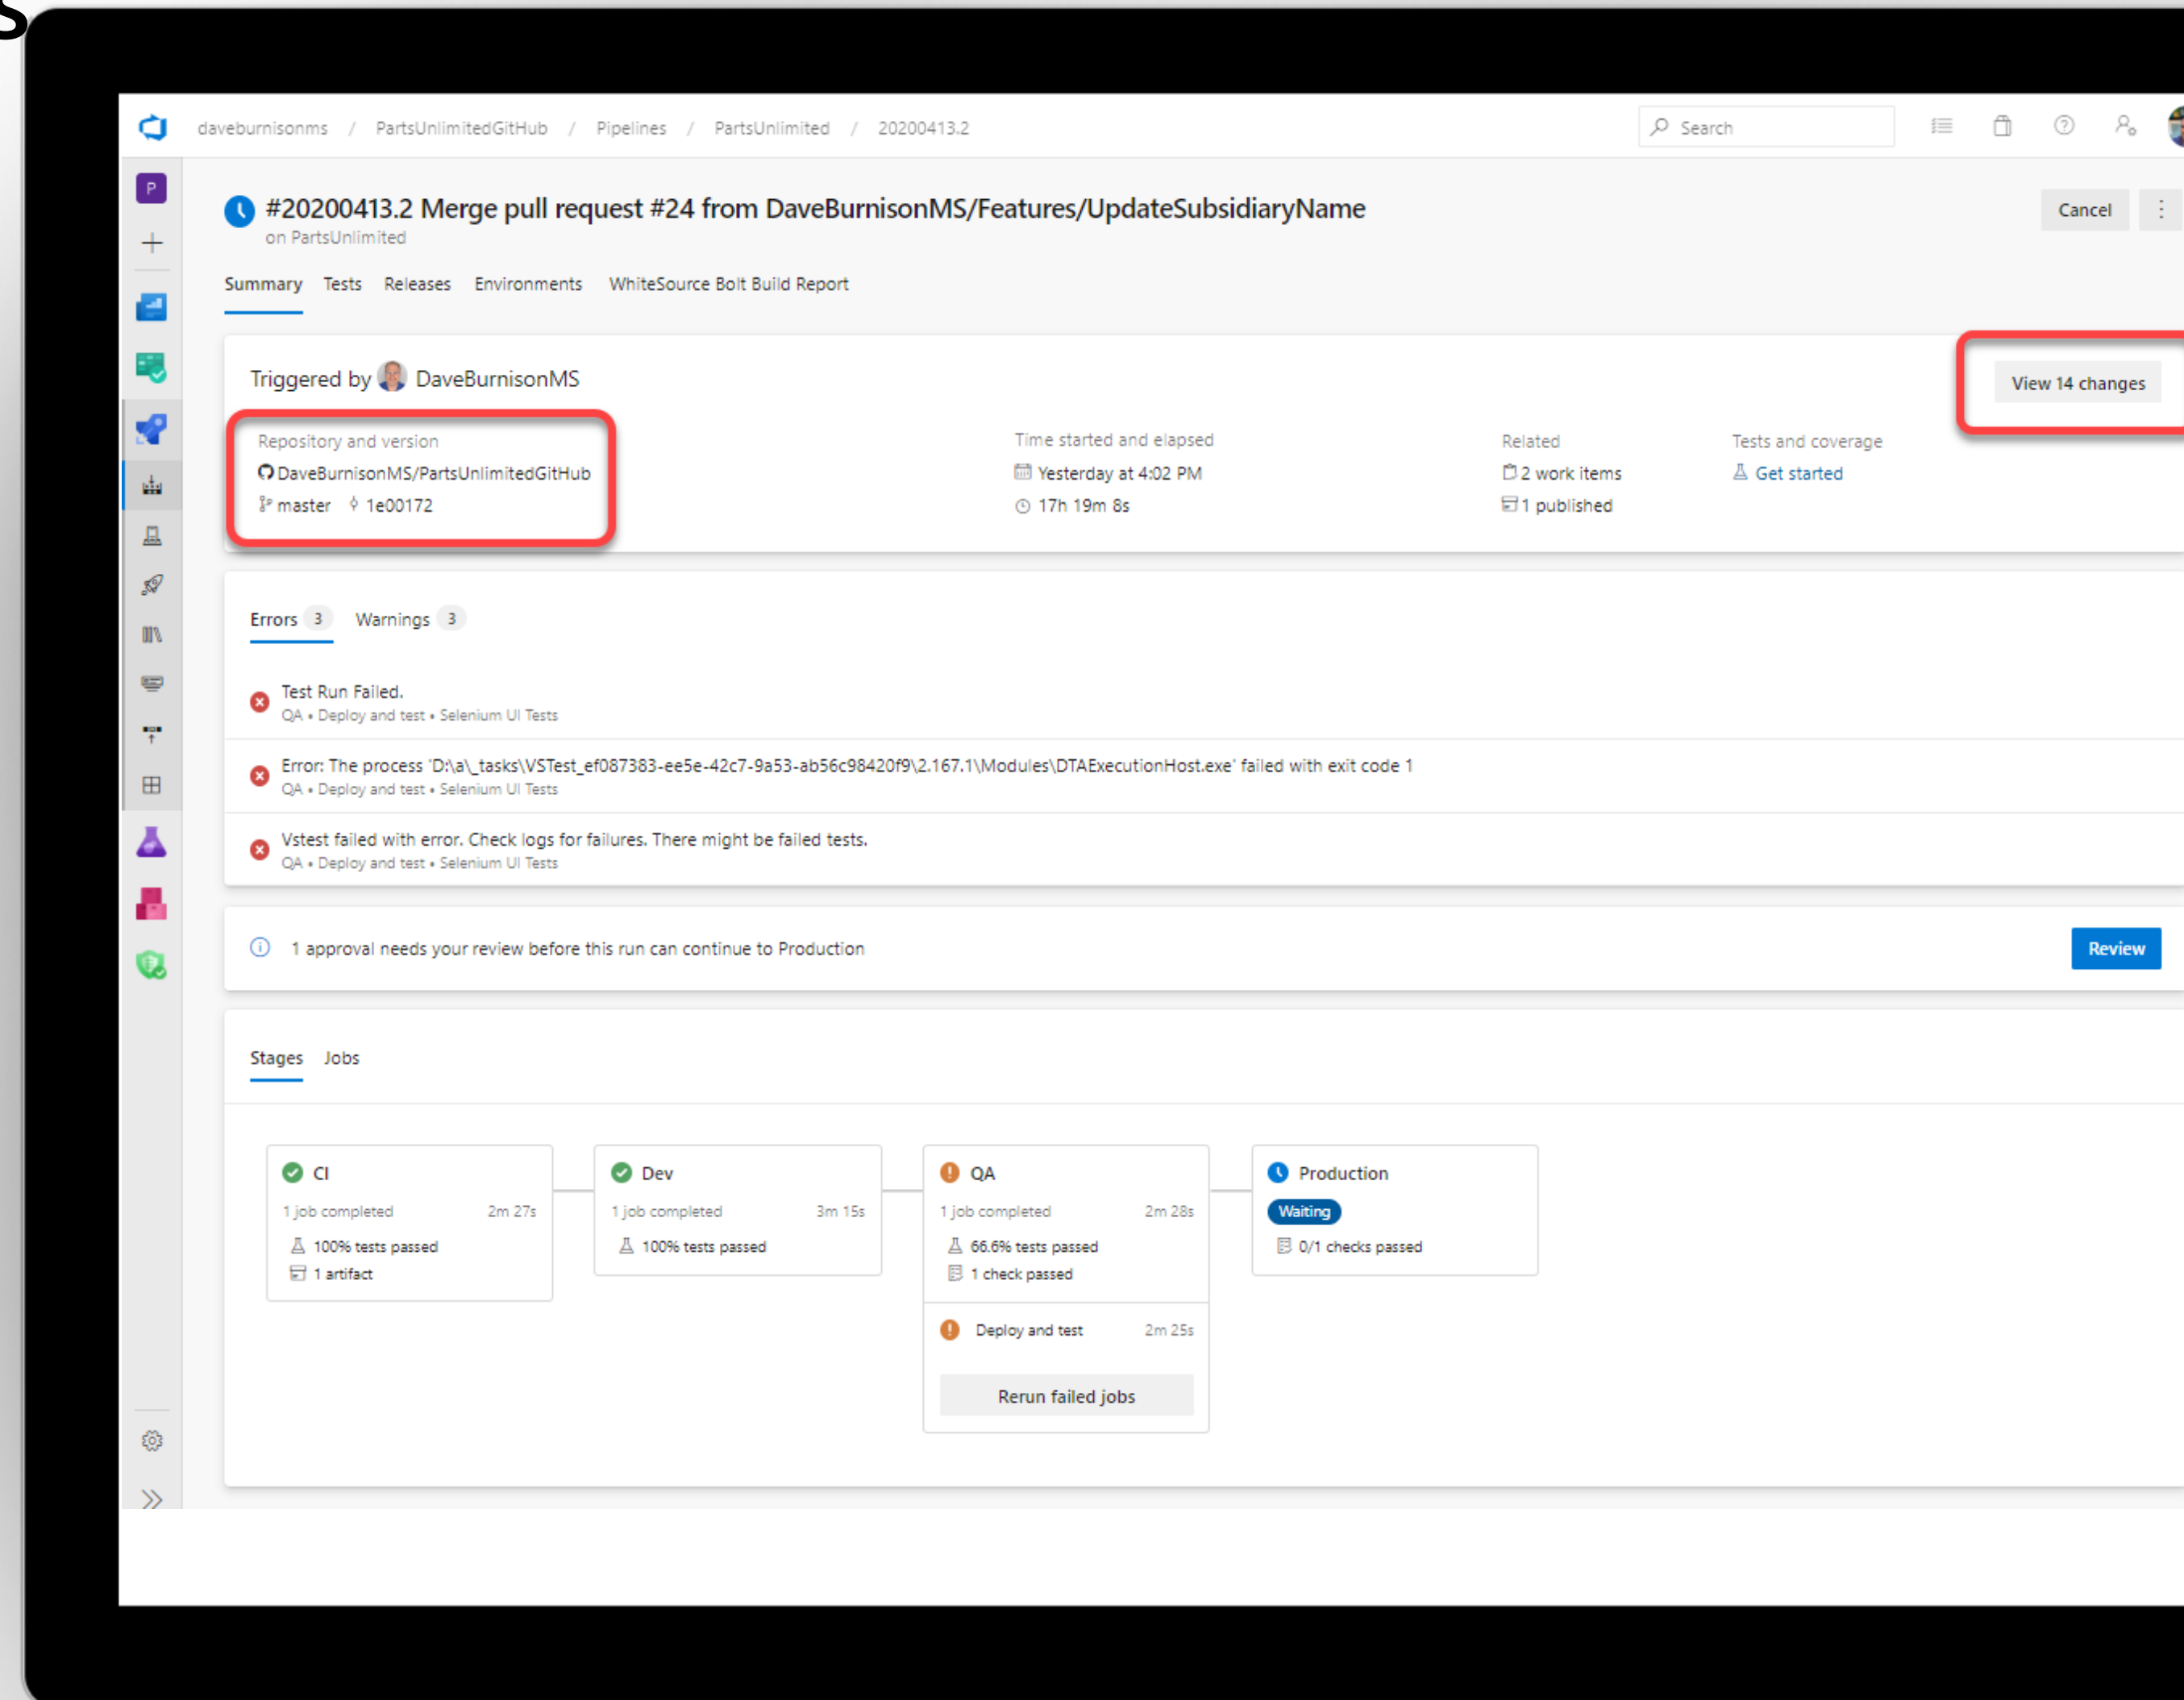 s
daveburnisonms / PartsUnlimitedGitHub / Pipelines / PartsUnlimited / 20200413.2
Search
P
#20200413.2 Merge pull request #24 from DaveBurnisonMS/Features/UpdateSubsidiaryName
Cancel
on PartsUnlimited
Summary Tests Releases Environments WhiteSource Bolt Build Report
Triggered by DaveBurnisonMS
View 14 changes
Repository and version
DaveBurnisonMS/PartsUnlimitedGitHub
master 1e00172
Time started and elapsed
Yesterday at 4:02 PM
17h 19m 8s
Related
2 work items
1 published
Tests and coverage
Get started
Errors 3 Warnings 3
Test Run Failed.
QA • Deploy and test • Selenium UI Tests
Error: The process 'D:\a\_tasks\VSTest_ef087383-ee5e-42c7-9a53-ab56c98420f9\2.167.1\Modules\DTAExecutionHost.exe' failed with exit code 1
QA • Deploy and test • Selenium UI Tests
Vstest failed with error. Check logs for failures. There might be failed tests.
QA • Deploy and test • Selenium UI Tests
1 approval needs your review before this run can continue to Production
Review
Stages Jobs
CI
1 job completed 2m 27s
100% tests passed
1 artifact
Dev
1 job completed 3m 15s
100% tests passed
QA
1 job completed 2m 28s
66.6% tests passed
1 check passed
Deploy and test 2m 25s
Rerun failed jobs
Production
Waiting
0/1 checks passed